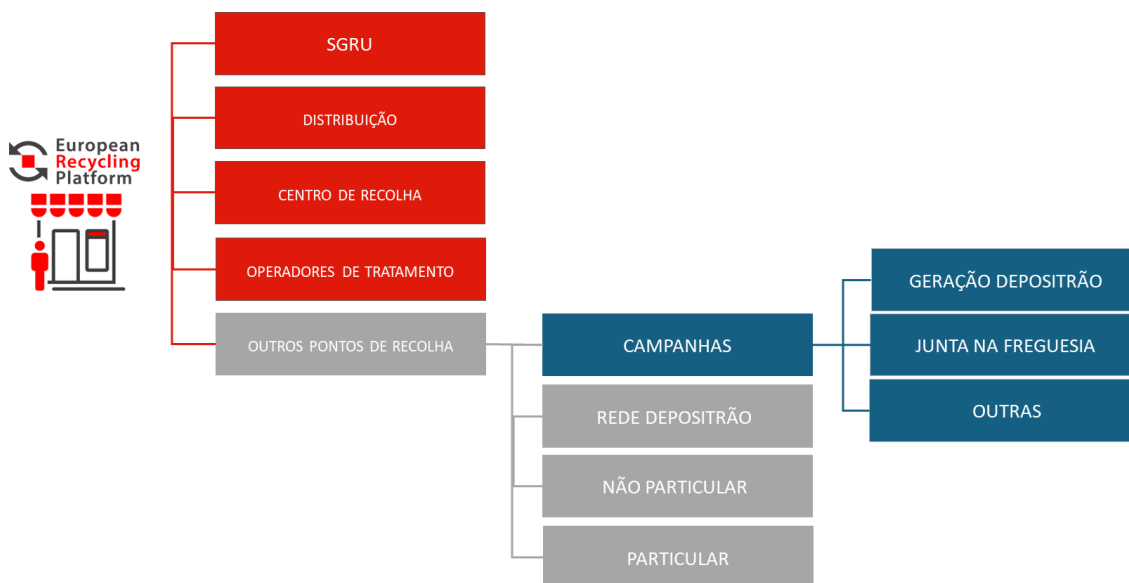 European
Recycling
Platform
SGRU
DISTRIBUIÇÃO
CENTRO DE RECOLHA
OPERADORES DE TRATAMENTO
OUTROS PONTOS DE RECOLHA
CAMPANHAS
REDE DEPOSITRÃO
NÃO PARTICULAR
PARTICULAR
GERAÇÃO DEPOSITRÃO
JUNTA NA FREGUESIA
OUTRAS